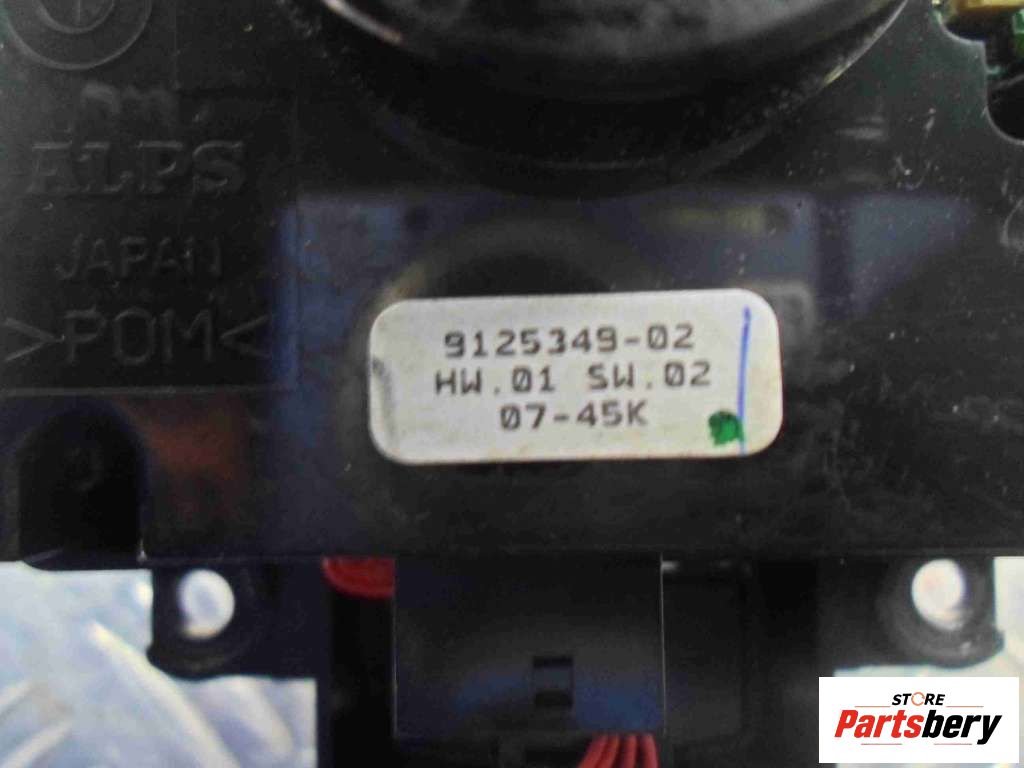 ALPS
JAPAN
>POM<
9125349-02
HW.01 SW.02
07-45K
STORE
Partsbery